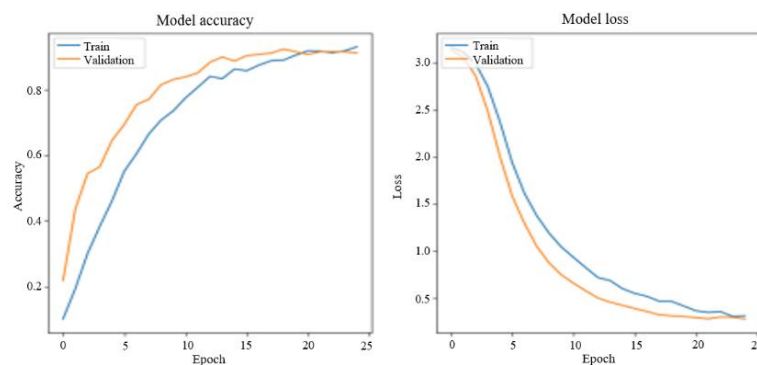 Model accuracy
Train
Validation
0.8
0.6
0.4
0.2
Accuracy
0 5 10 15 20 25
Epoch
Model loss
Train
Validation
3.0
2.5
2.0
1.5
1.0
0.5
Loss
0 5 10 15 20 25
Epoch